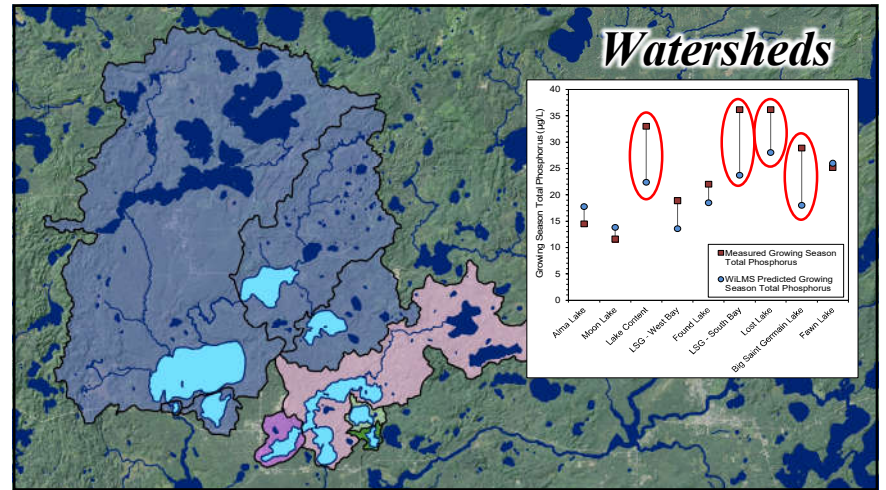 Watersheds
Growing Season Total Phosphorus (µg/L)
40
35
30
25
20
15
10
5
0
Measured Growing Season
Total Phosphorus
WiLMS Predicted Growing
Season Total Phosphorus
Alma Lake
Moon Lake
Lake Content
LSG - West Bay
Found Lake
LSG - South Bay
Lost Lake
Big Saint Germain Lake
Fawn Lake